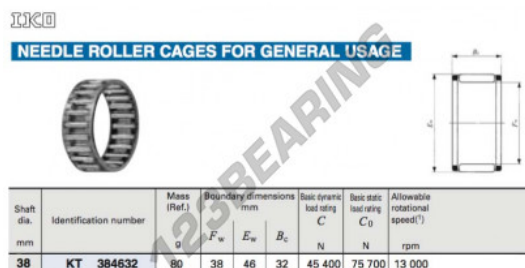 IKO
NEEDLE ROLLER CAGES FOR GENERAL USAGE
123BEARING
Shaft dia. mm
Identification number
Mass (Ref.) g
Boundary dimensions mm
Fw Ew Bc
Basic dynamic load rating C N
Basic static load rating C0 N
Allowable rotational speed(1) rpm
38 KT 384632 80 38 46 32 45 400 75 700 13 000